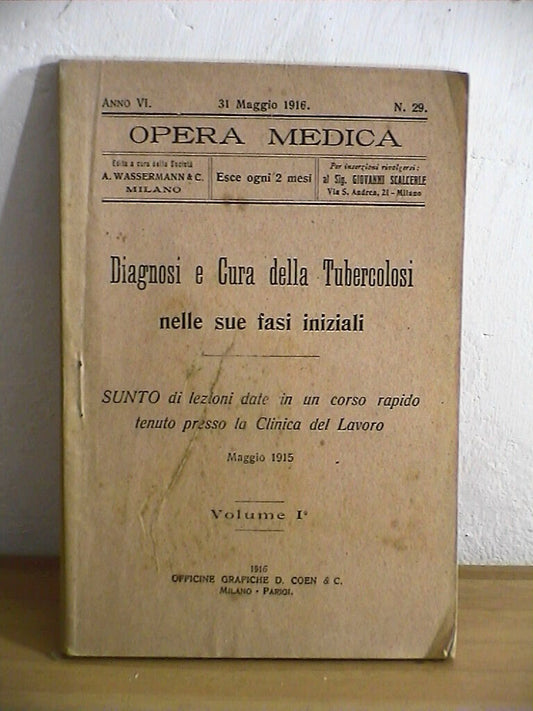 ANNO VI. 31 Maggio 1916. N. 29.
OPERA MEDICA
Edita a cura della Società
A. WASSERMANN & C.
MILANO
Esce ogni 2 mesi
Per inserzioni rivolgersi:
al Sig. GIOVANNI SCALCERLE
Via S. Andrea, 21 - Milano
Diagnosi e Cura della Tubercolosi
nelle sue fasi iniziali
SUNTO di lezioni date in un corso rapido
tenuto presso la Clinica del Lavoro
Maggio 1915
Volume I°
1916
OFFICINE GRAFICHE D. COEN & C.
MILANO - PARIGI.